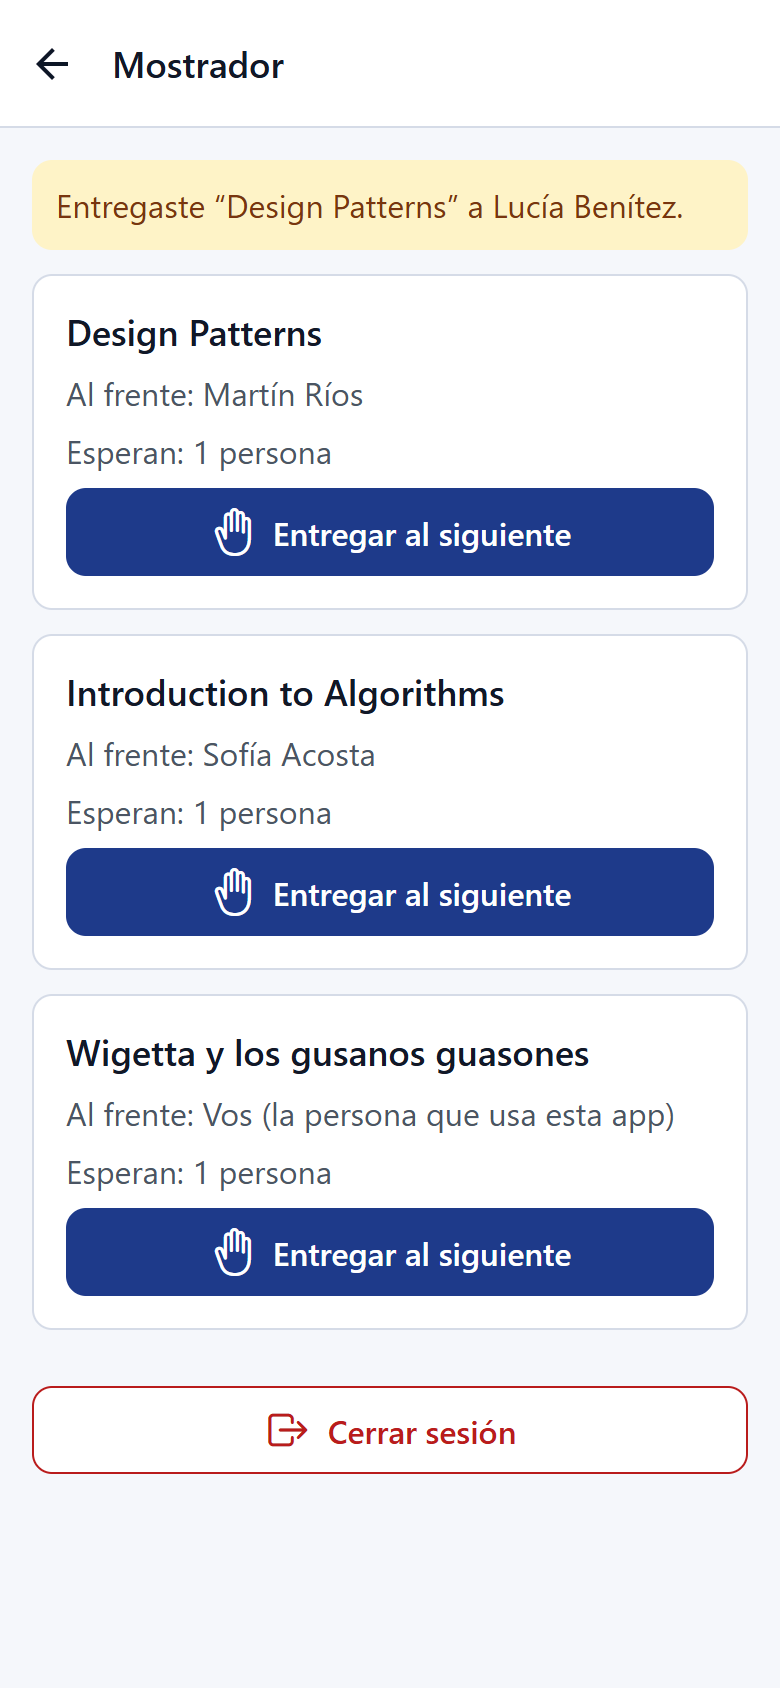 Mostrador
Entregaste “Design Patterns” a Lucía Benítez.
Design Patterns
Al frente: Martín Ríos
Esperan: 1 persona
Entregar al siguiente
Introduction to Algorithms
Al frente: Sofía Acosta
Esperan: 1 persona
Entregar al siguiente
Wigetta y los gusanos guasones
Al frente: Vos (la persona que usa esta app)
Esperan: 1 persona
Entregar al siguiente
Cerrar sesión